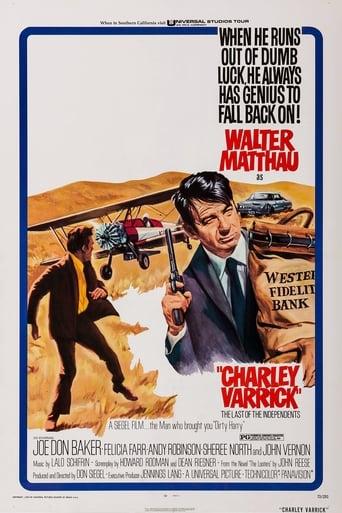 When in Southern California visit UNIVERSAL STUDIOS TOUR
WHEN HE RUNS
OUT OF DUMB
LUCK, HE ALWAYS
HAS GENIUS TO
FALL BACK ON!
WALTER
MATTHAU
as
WESTERN
FIDELIT
BANK
"CHARLEY
VARRICK"
THE LAST OF THE INDEPENDENTS
A SIEGEL FILM...the Man who brought you "Dirty Harry"
JOE DON BAKER · FELICIA FARR · ANDY ROBINSON · SHEREE NORTH and JOHN VERNON
Music by LALO SCHIFRIN · Screenplay by HOWARD RODMAN and DEAN RIESNER · From the Novel "The Looters" by JOHN REESE
Produced and Directed by DON SIEGEL · Executive Producer JENNINGS LANG · A UNIVERSAL PICTURE · TECHNICOLOR® PANAVISION®
PG
73/291
"CHARLEY VARRICK"